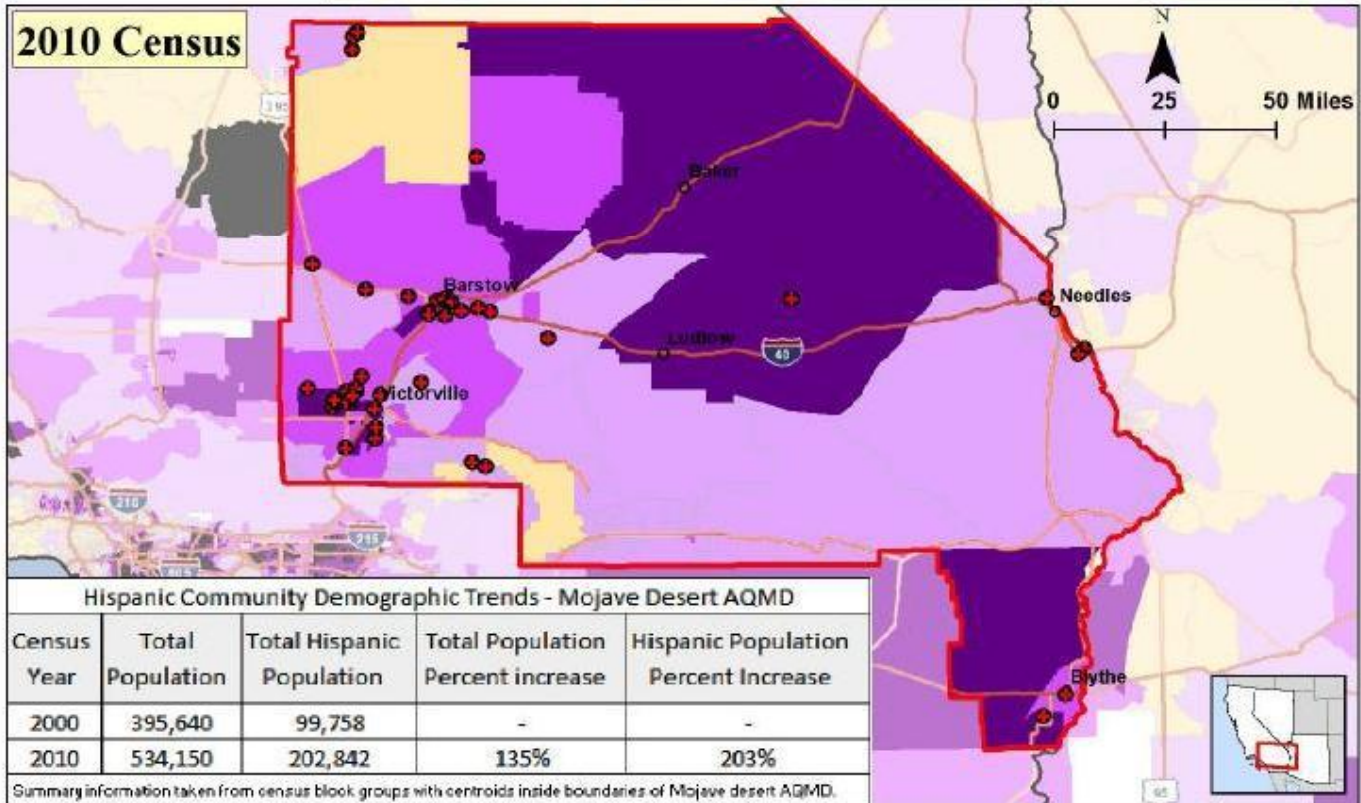 2010 Census
N
0 25 50 Miles
395
Baker
Barstow
Needles
Ludlow
40
Victorville
210
215
Hispanic Community Demographic Trends - Mojave Desert AQMD
Census Year Total Population Total Hispanic Population Total Population Percent increase Hispanic Population Percent Increase
2000 395,640 99,758 - -
2010 534,150 202,842 135% 203%
Summary information taken from census block groups with centroids inside boundaries of Mojave desert AQMD.
Blythe
95